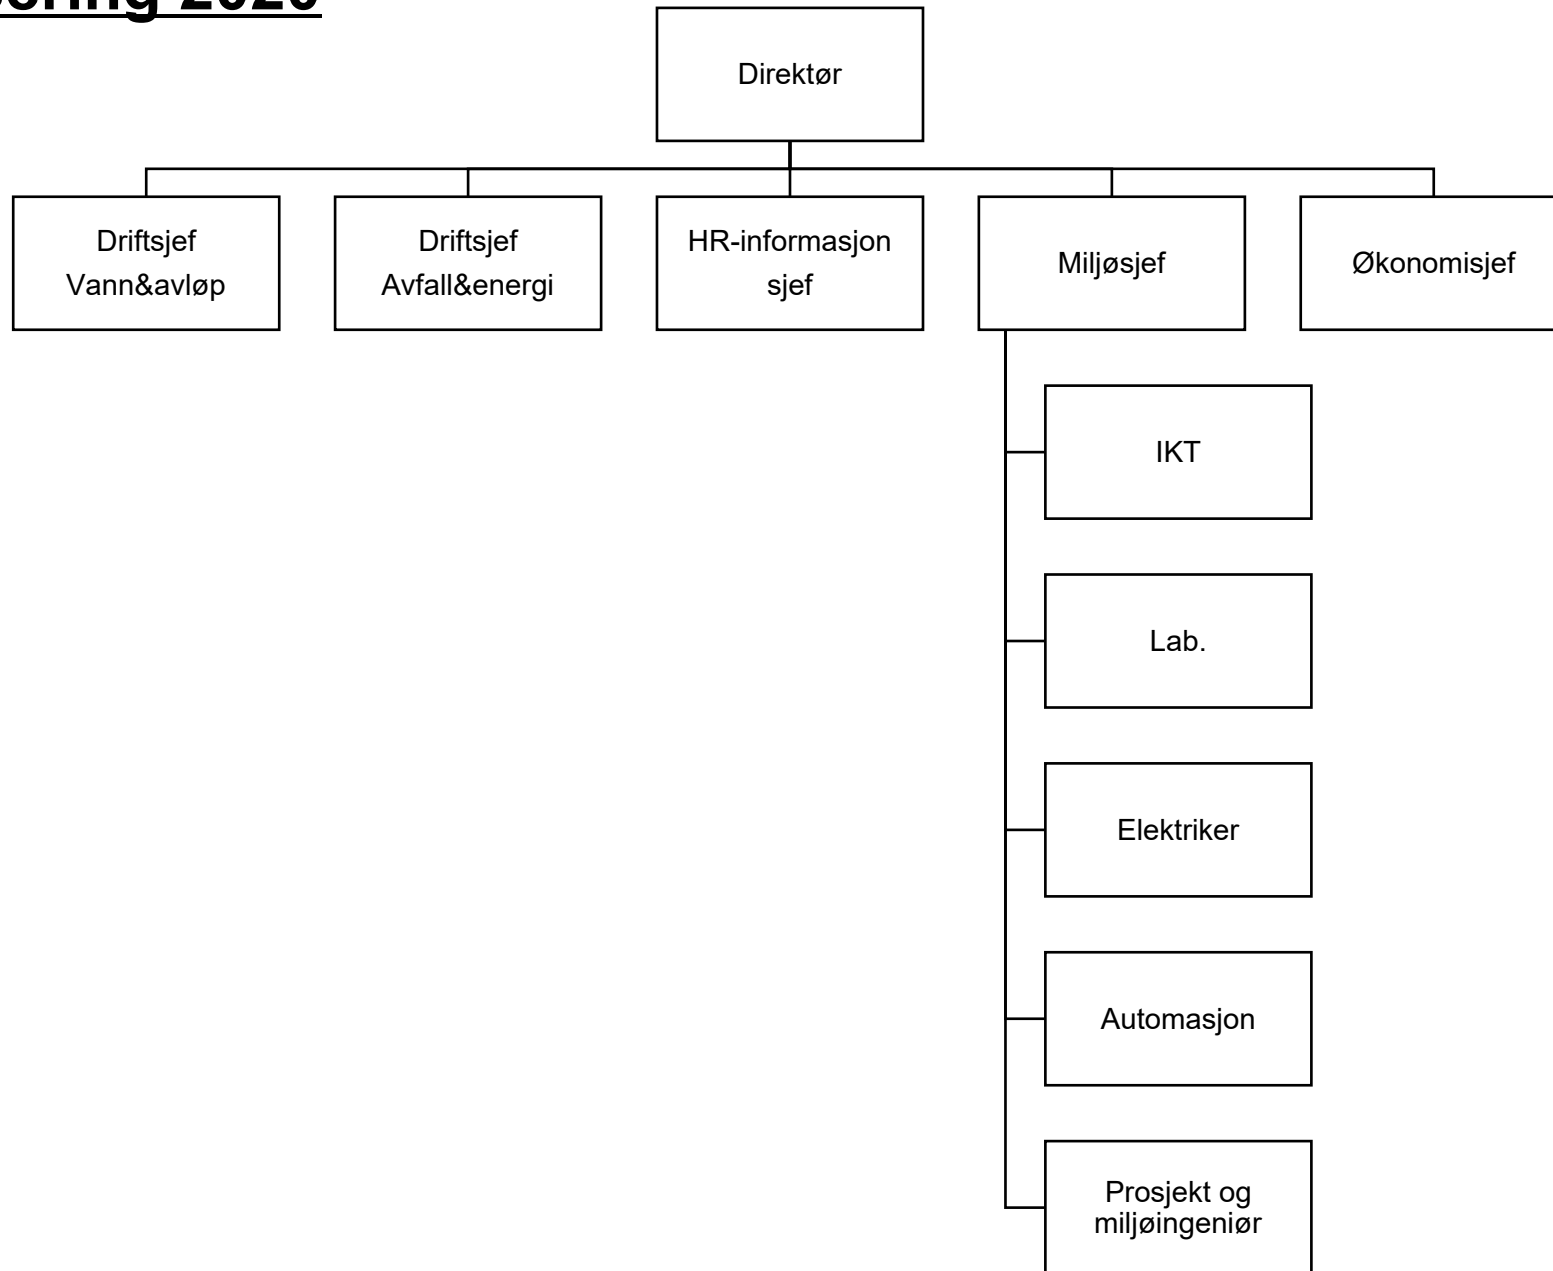 Direktør
Driftsjef
Vann&avløp
Driftsjef
Avfall&energi
HR-informasjon
sjef
Miljøsjef
Økonomisjef
IKT
Lab.
Elektriker
Automasjon
Prosjekt og
miljøingeniør